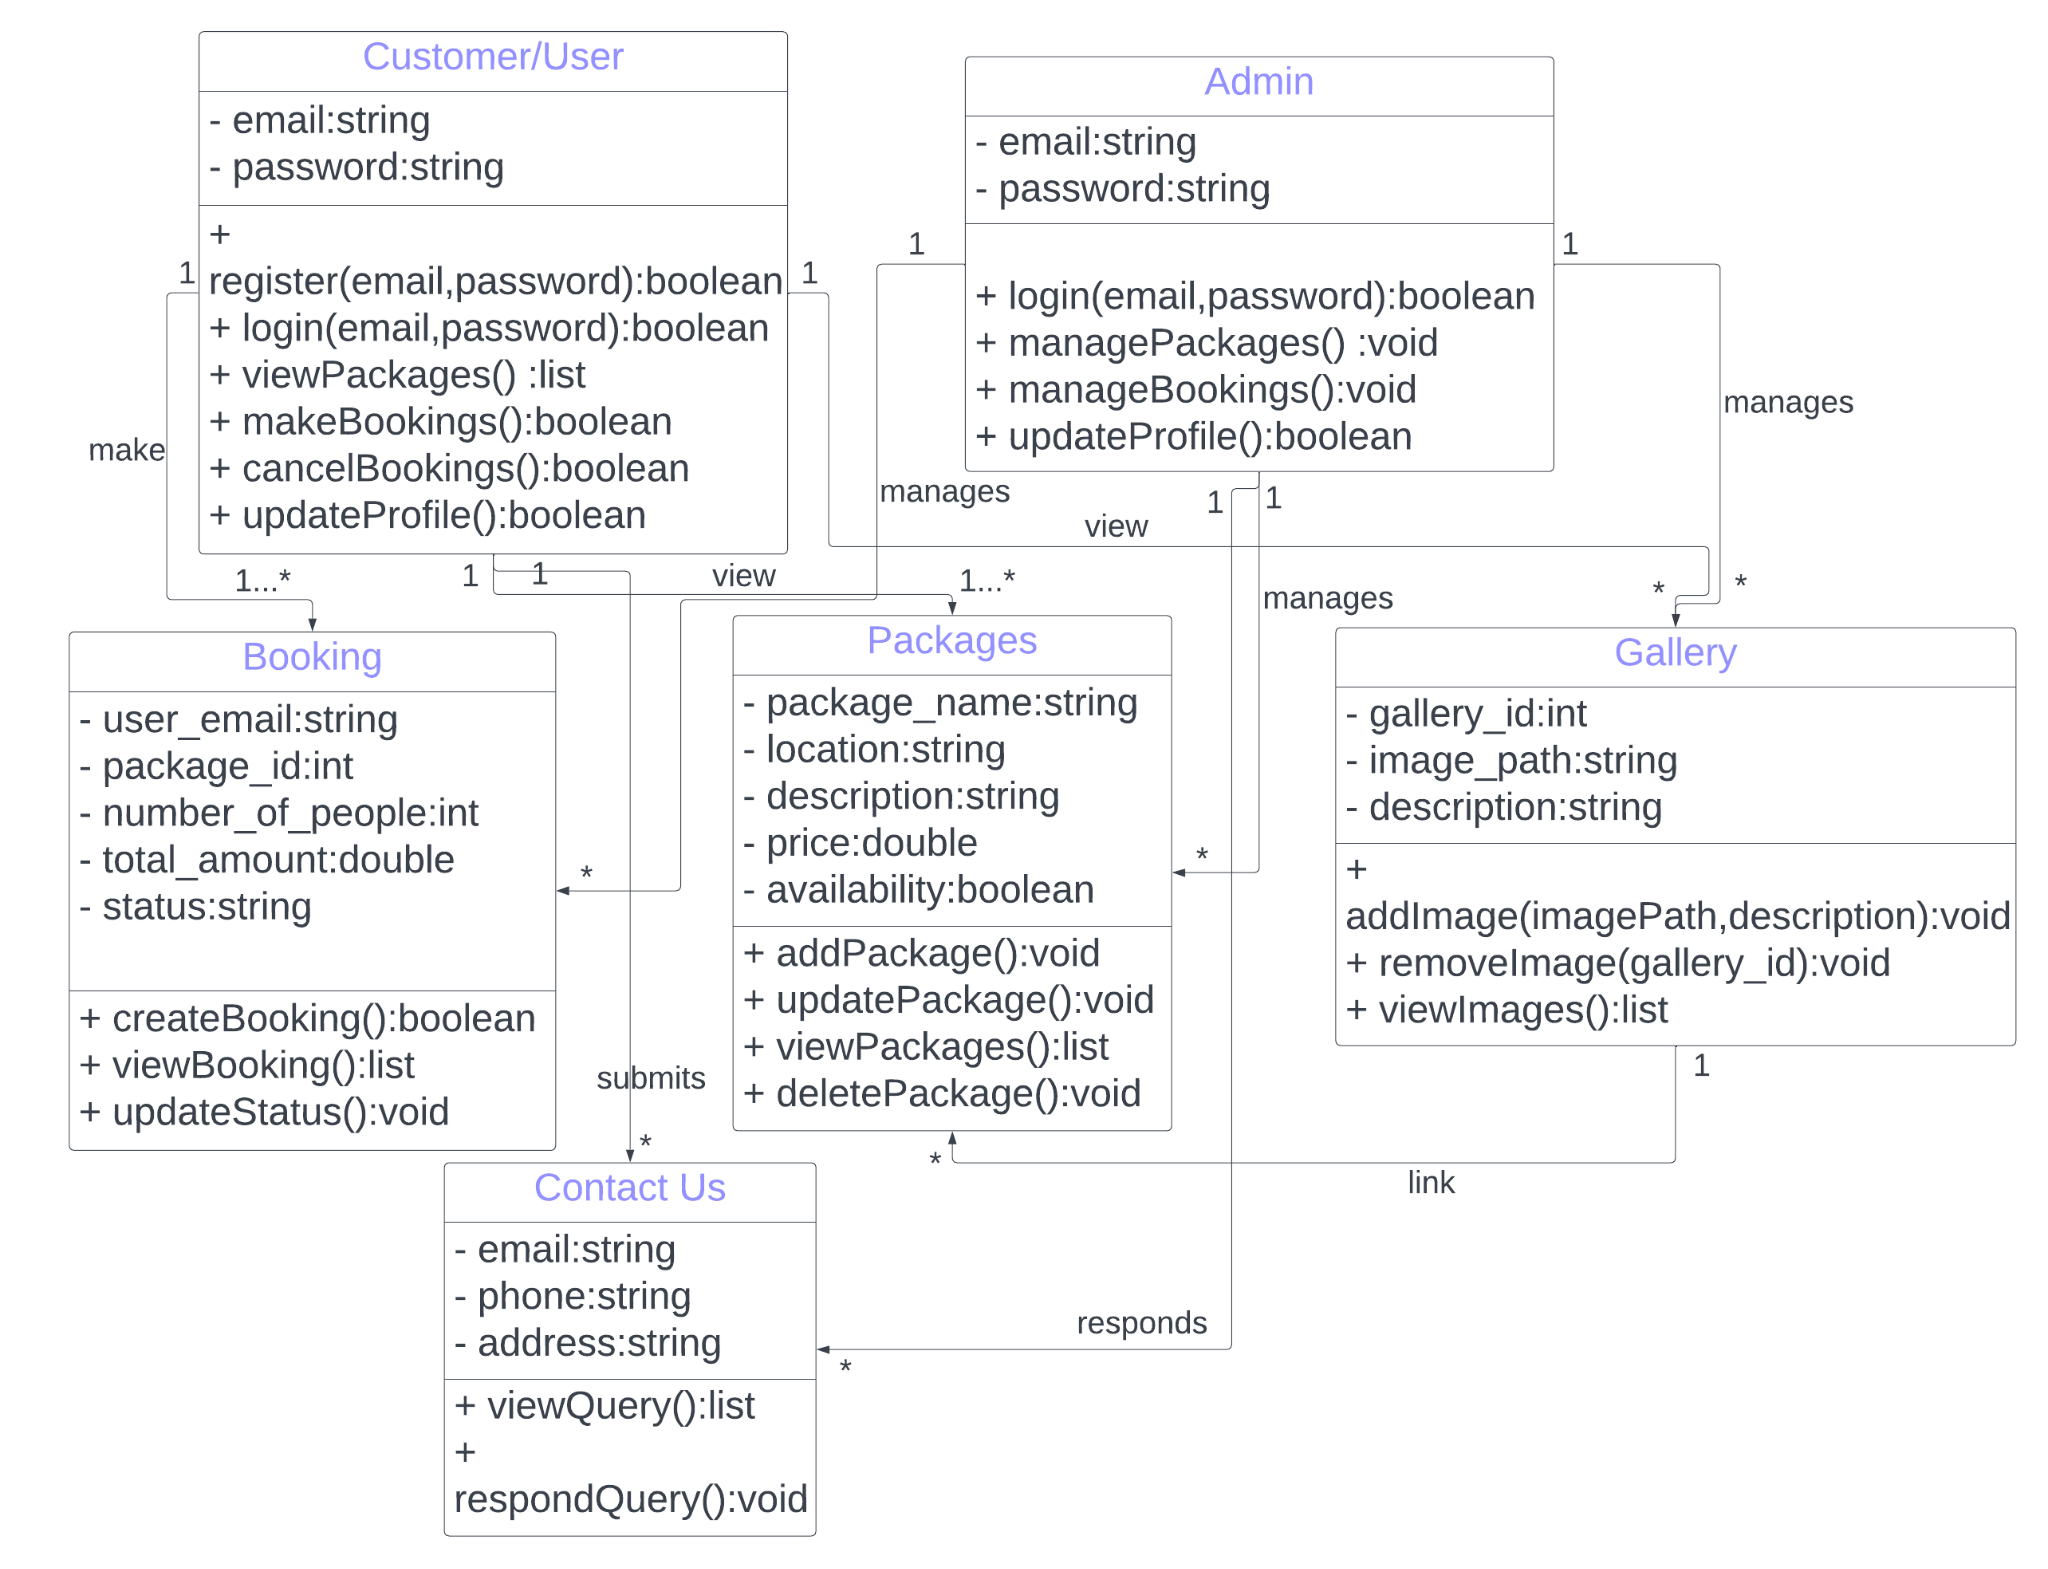 Customer/User
- email:string
- password:string
+
register(email,password):boolean
+ login(email,password):boolean
+ viewPackages() :list
+ makeBookings():boolean
+ cancelBookings():boolean
+ updateProfile():boolean
Admin
- email:string
- password:string
+ login(email,password):boolean
+ managePackages() :void
+ manageBookings():void
+ updateProfile():boolean
1
1
1
1
make
manages
manages
view
1
1
1
1
view
manages
1...*
1...*
*
*
Booking
- user_email:string
- package_id:int
- number_of_people:int
- total_amount:double
- status:string
+ createBooking():boolean
+ viewBooking():list
+ updateStatus():void
*
Packages
- package_name:string
- location:string
- description:string
- price:double
- availability:boolean
+ addPackage():void
+ updatePackage():void
+ viewPackages():list
+ deletePackage():void
*
Gallery
- gallery_id:int
- image_path:string
- description:string
+
addImage(imagePath,description):void
+ removeImage(gallery_id):void
+ viewImages():list
1
submits
*
*
link
Contact Us
- email:string
- phone:string
- address:string
+ viewQuery():list
+
respondQuery():void
responds
*